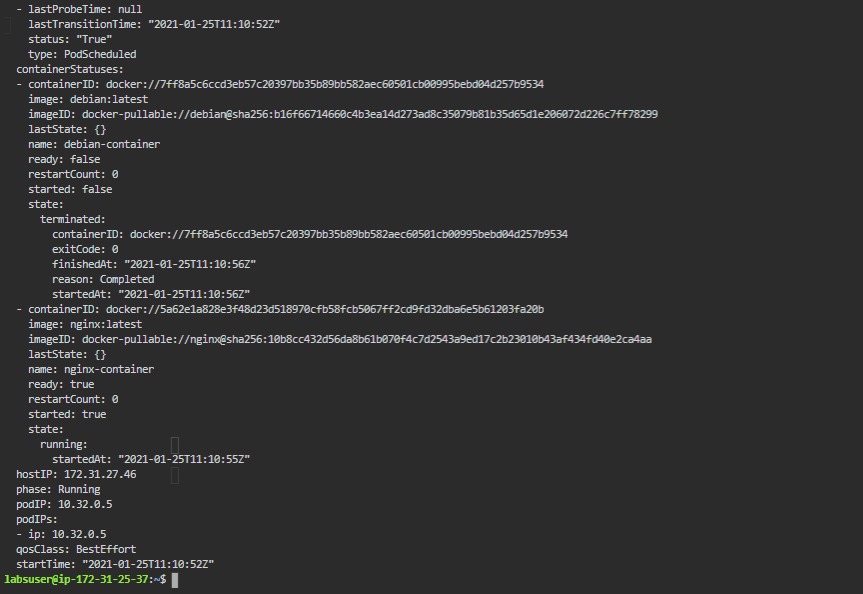 - lastProbeTime: null
lastTransitionTime: "2021-01-25T11:10:52Z"
status: "True"
type: PodScheduled
containerStatuses:
- containerID: docker://7ff8a5c6ccd3eb57c20397bb35b89bb582aec60501cb00995bebd04d257b9534
image: debian:latest
imageID: docker-pullable://debian@sha256:b16f66714660c4b3ea14d273ad8c35079b81b35d65d1e206072d226c7ff78299
lastState: {}
name: debian-container
ready: false
restartCount: 0
started: false
state:
terminated:
containerID: docker://7ff8a5c6ccd3eb57c20397bb35b89bb582aec60501cb00995bebd04d257b9534
exitCode: 0
finishedAt: "2021-01-25T11:10:56Z"
reason: Completed
startedAt: "2021-01-25T11:10:56Z"
- containerID: docker://5a62e1a828e3f48d23d518970cfb58fcb5067ff2cd9fd32dba6e5b61203fa20b
image: nginx:latest
imageID: docker-pullable://nginx@sha256:10b8cc432d56da8b61b070f4c7d2543a9ed17c2b23010b43af434fd40e2ca4aa
lastState: {}
name: nginx-container
ready: true
restartCount: 0
started: true
state:
running:
startedAt: "2021-01-25T11:10:55Z"
hostIP: 172.31.27.46
phase: Running
podIP: 10.32.0.5
podIPs:
- ip: 10.32.0.5
qosClass: BestEffort
startTime: "2021-01-25T11:10:52Z"
labsuser@ip-172-31-25-37:~$